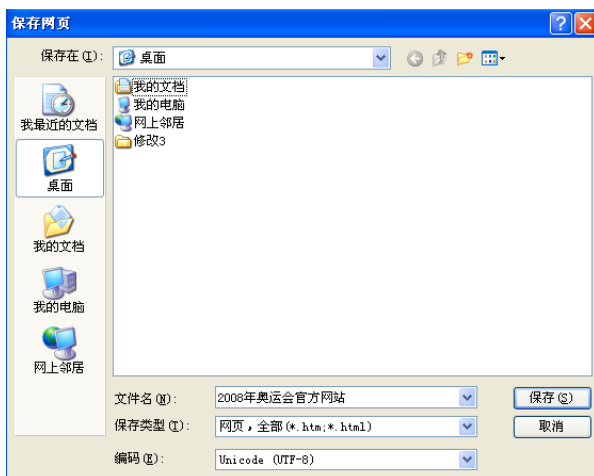 保存网页
保存在(I):
桌面
我最近的文档
桌面
我的文档
我的电脑
网上邻居
我的文档
我的电脑
网上邻居
修改3
文件名(N):
2008年奥运会官方网站
保存(S)
保存类型(T):
网页，全部(*.htm;*.html)
取消
编码(E):
Unicode (UTF-8)